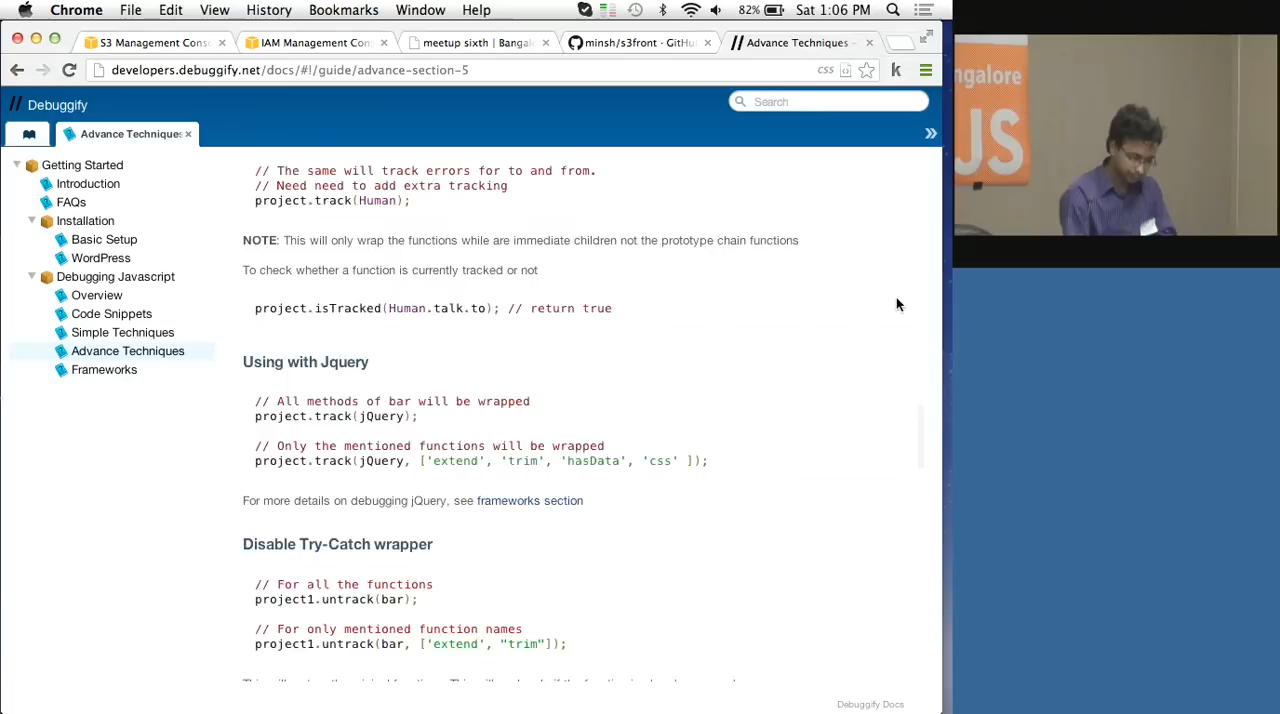 Chrome File Edit View History Bookmarks Window Help 82% Sat 1:06 PM
S3 Management Cons × IAM Management Con × meetup sixth | Bangal × minsh/s3front · GitHu × // Advance Techniques - ×
developers.debuggify.net/docs/#!/guide/advance-section-5 css k
// Debuggify Search
Advance Techniques ×
Getting Started
Introduction
FAQs
Installation
Basic Setup
WordPress
Debugging Javascript
Overview
Code Snippets
Simple Techniques
Advance Techniques
Frameworks
// The same will track errors for to and from.
// Need need to add extra tracking
project.track(Human);
NOTE: This will only wrap the functions while are immediate children not the prototype chain functions
To check whether a function is currently tracked or not
project.isTracked(Human.talk.to); // return true
Using with Jquery
// All methods of bar will be wrapped
project.track(jQuery);
// Only the mentioned functions will be wrapped
project.track(jQuery, ['extend', 'trim', 'hasData', 'css' ]);
For more details on debugging jQuery, see frameworks section
Disable Try-Catch wrapper
// For all the functions
project1.untrack(bar);
// For only mentioned function names
project1.untrack(bar, ['extend', "trim"]);
Debuggify Docs
ngalore
JS